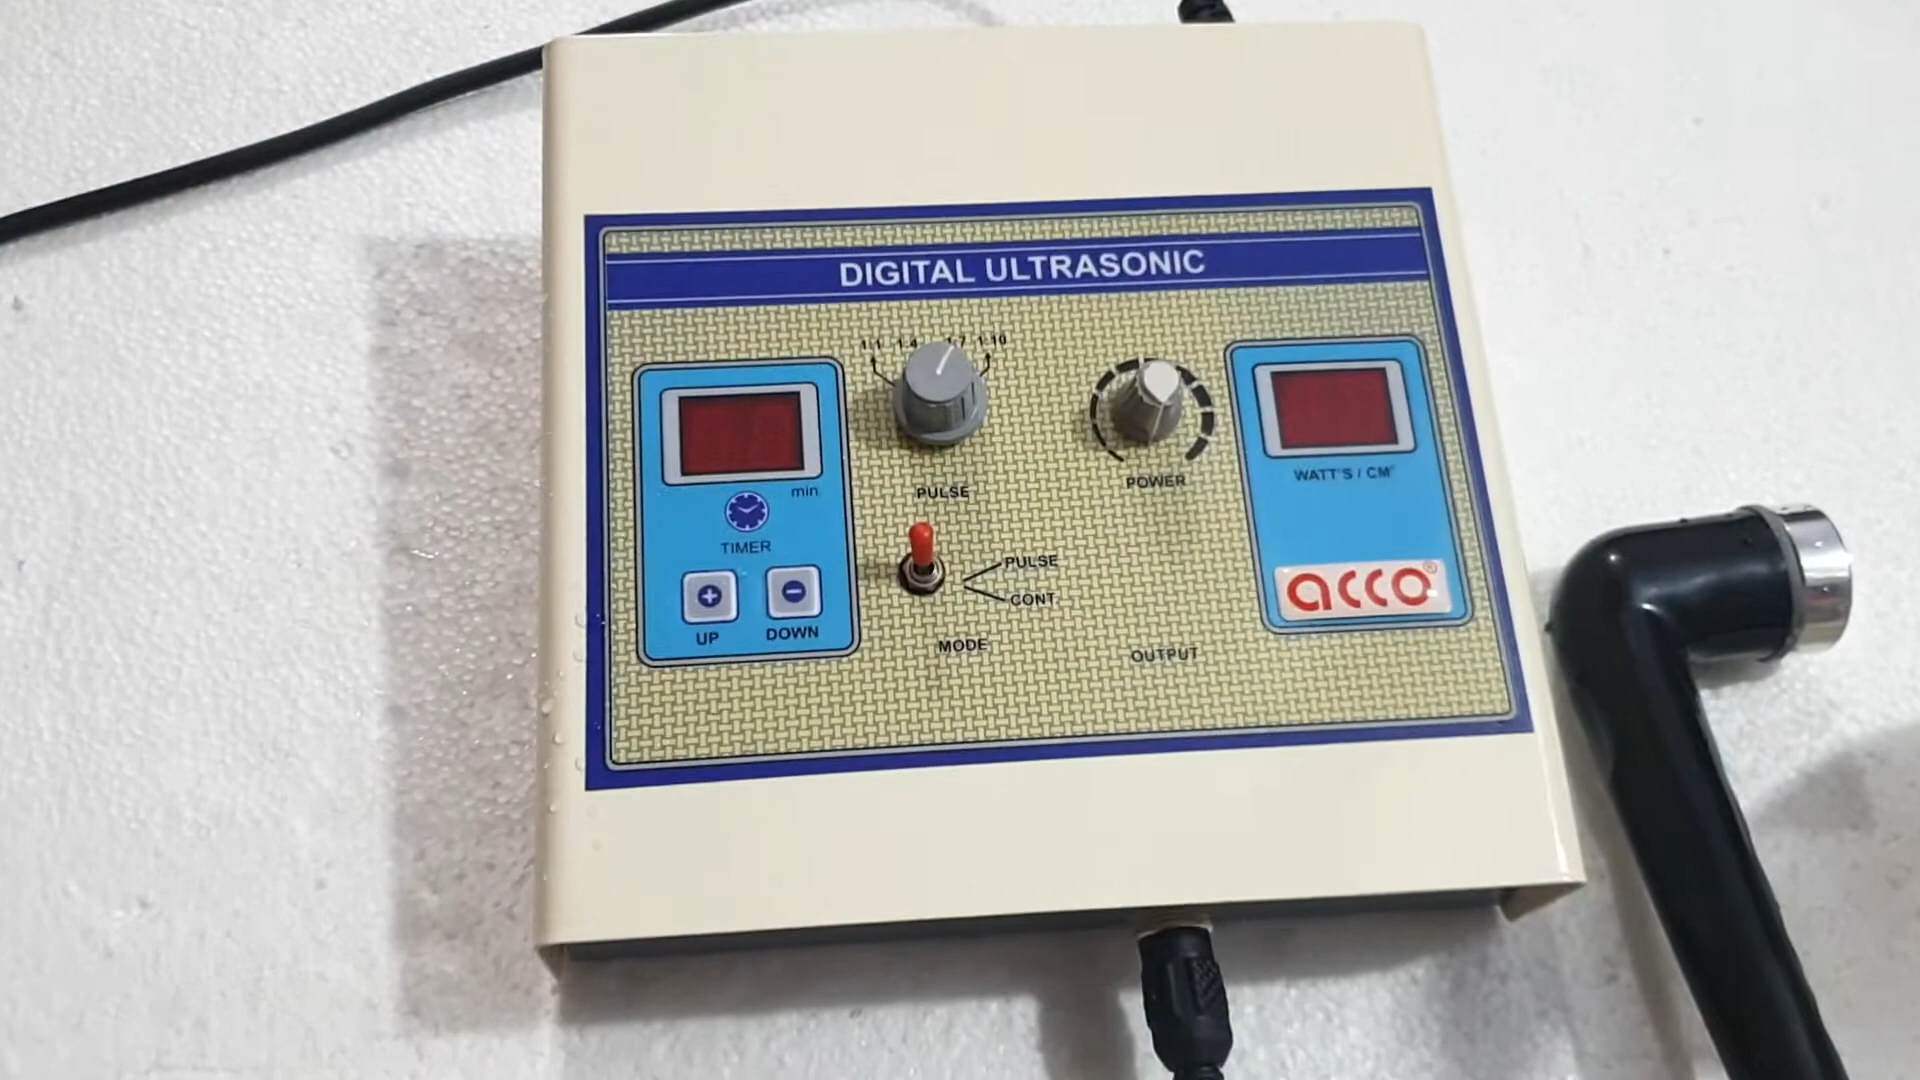 DIGITAL ULTRASONIC
1:1 1:4 1:7 1:10
min
TIMER
UP DOWN
PULSE
PULSE
CONT.
MODE
POWER
OUTPUT
WATT'S / CM²
acco®